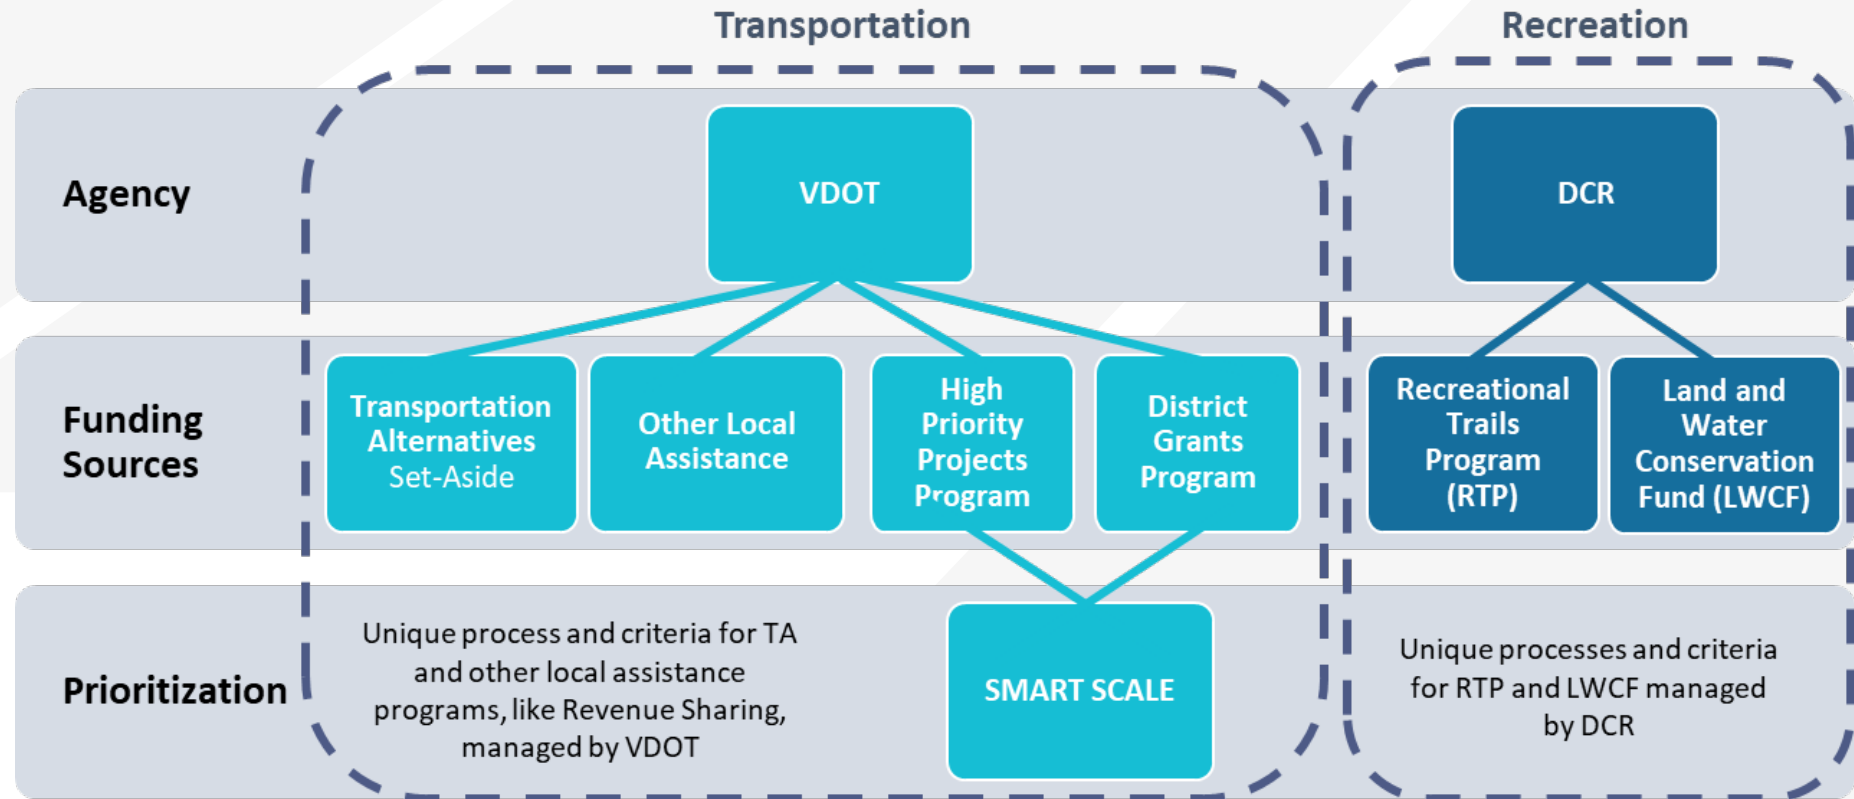 Transportation
Recreation
Agency
VDOT
DCR
Funding
Sources
Transportation
Alternatives
Set-Aside
Other Local
Assistance
High
Priority
Projects
Program
District
Grants
Program
Recreational
Trails
Program
(RTP)
Land and
Water
Conservation
Fund (LWCF)
Prioritization
Unique process and criteria for TA
and other local assistance
programs, like Revenue Sharing,
managed by VDOT
SMART SCALE
Unique processes and criteria
for RTP and LWCF managed
by DCR